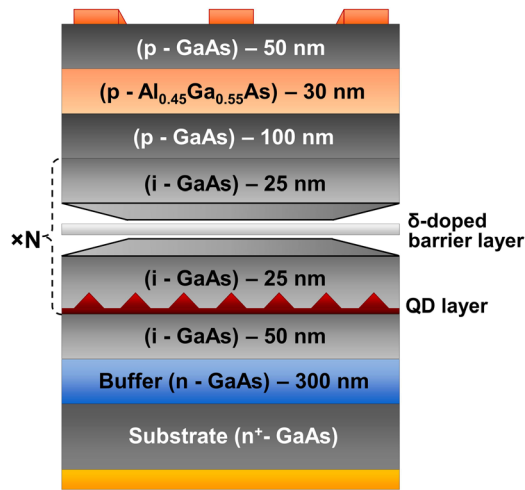 (p - GaAs) – 50 nm
(p - Al₀.₄₅Ga₀.₅₅As) – 30 nm
(p - GaAs) – 100 nm
(i - GaAs) – 25 nm
δ-doped
barrier layer
×N
(i - GaAs) – 25 nm
QD layer
(i - GaAs) – 50 nm
Buffer (n - GaAs) – 300 nm
Substrate (n⁺- GaAs)